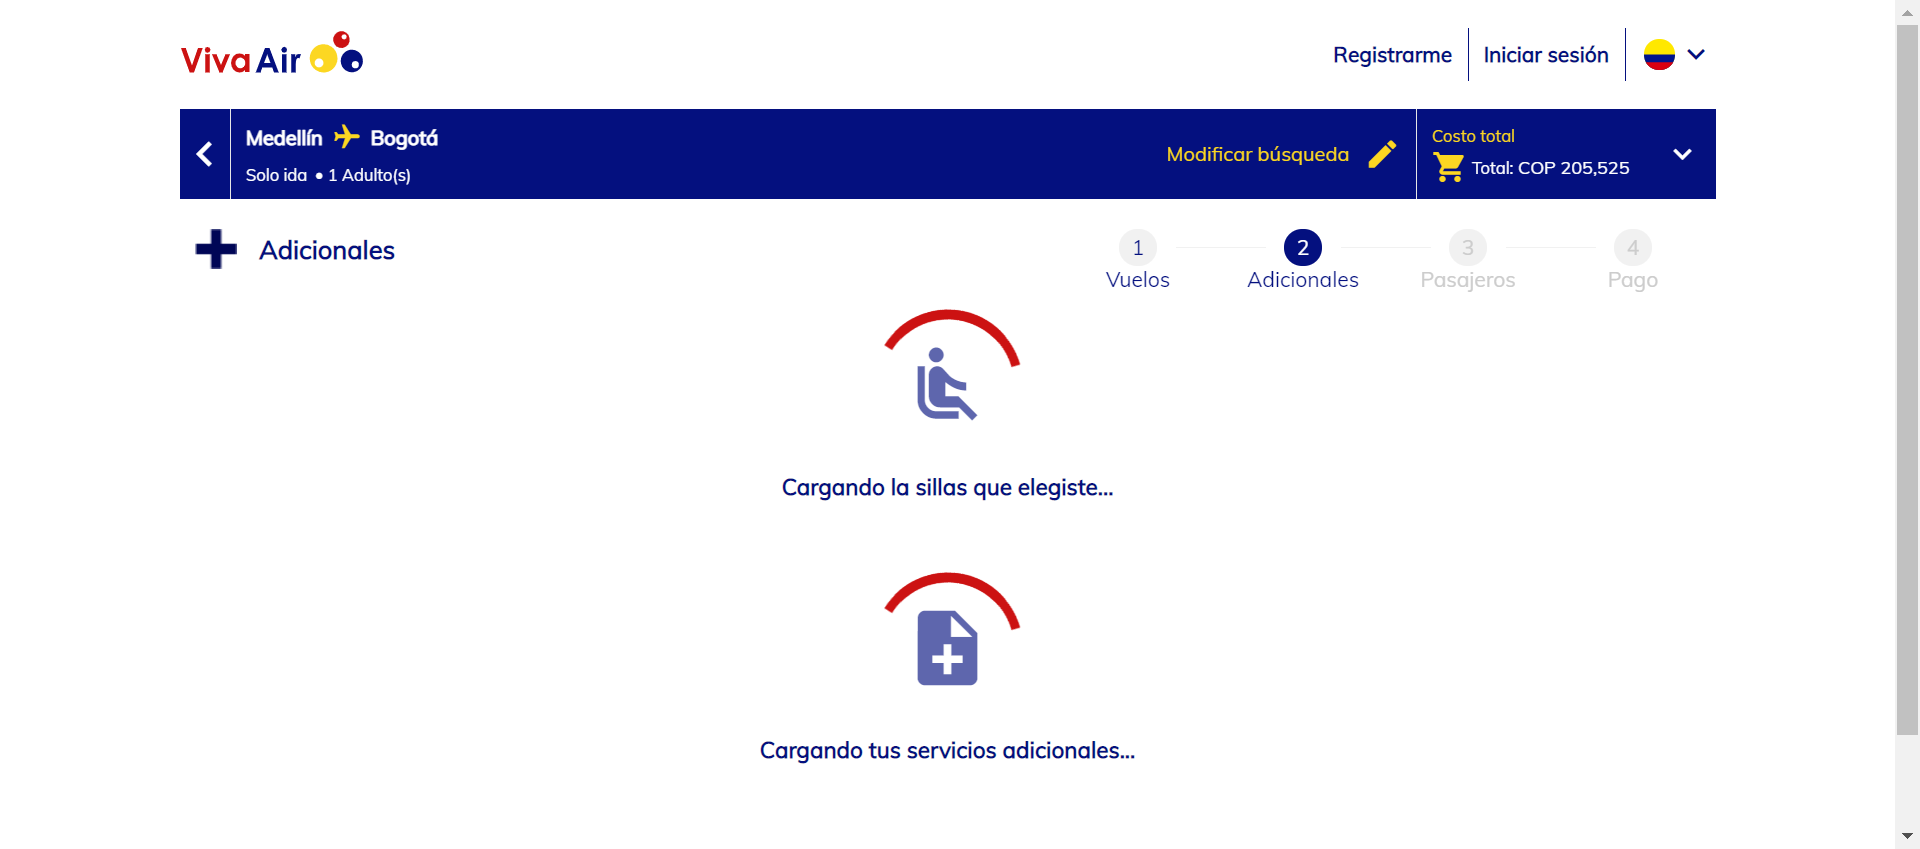 Viva Air
Registrarme
Iniciar sesión
Medellín Bogotá
Solo ida • 1 Adulto(s)
Modificar búsqueda
Costo total
Total: COP 205,525
Adicionales
1
Vuelos
2
Adicionales
3
Pasajeros
4
Pago
Cargando la sillas que elegiste...
Cargando tus servicios adicionales...